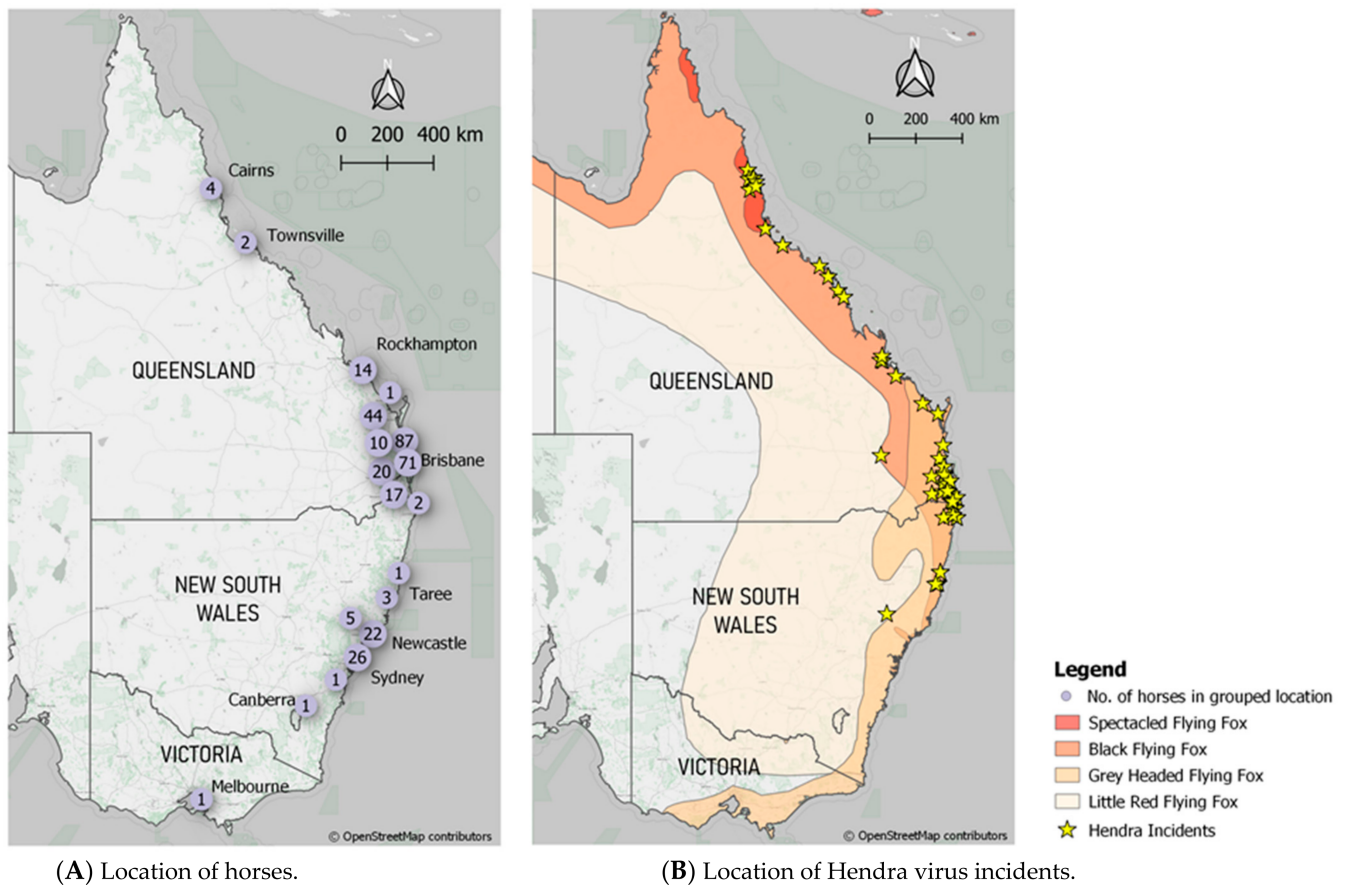 N
0 200 400 km
Cairns
4
2
Townsville
Rockhampton
14
1
QUEENSLAND
44
10
87
71
Brisbane
20
17
2
1
NEW SOUTH
WALES
3
Taree
5
22
Newcastle
26
1
Sydney
Canberra
1
VICTORIA
Melbourne
1
© OpenStreetMap contributors
(A) Location of horses.
N
0 200 400 km
QUEENSLAND
NEW SOUTH
WALES
VICTORIA
© OpenStreetMap contributors
(B) Location of Hendra virus incidents.
Legend
No. of horses in grouped location
Spectacled Flying Fox
Black Flying Fox
Grey Headed Flying Fox
Little Red Flying Fox
Hendra Incidents